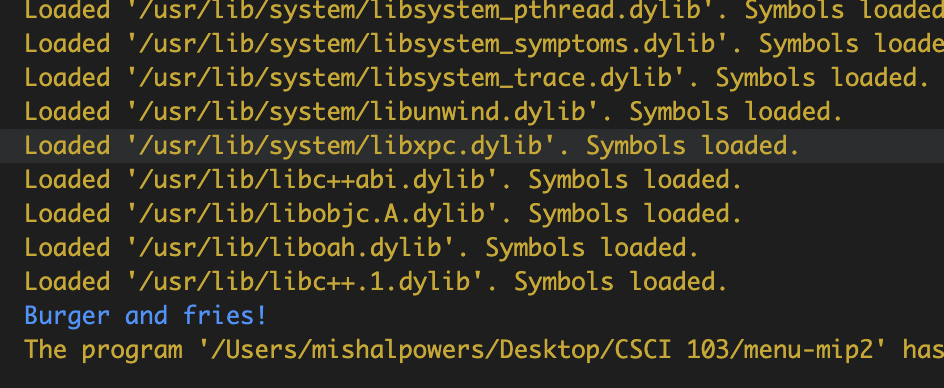 Loaded '/usr/lib/system/libsystem_pthread.dylib'. Symbols loaded
Loaded '/usr/lib/system/libsystem_symptoms.dylib'. Symbols loade
Loaded '/usr/lib/system/libsystem_trace.dylib'. Symbols loaded.
Loaded '/usr/lib/system/libunwind.dylib'. Symbols loaded.
Loaded '/usr/lib/system/libxpc.dylib'. Symbols loaded.
Loaded '/usr/lib/libc++abi.dylib'. Symbols loaded.
Loaded '/usr/lib/libobjc.A.dylib'. Symbols loaded.
Loaded '/usr/lib/liboah.dylib'. Symbols loaded.
Loaded '/usr/lib/libc++.1.dylib'. Symbols loaded.
Burger and fries!
The program '/Users/mishalpowers/Desktop/CSCI 103/menu-mip2' has